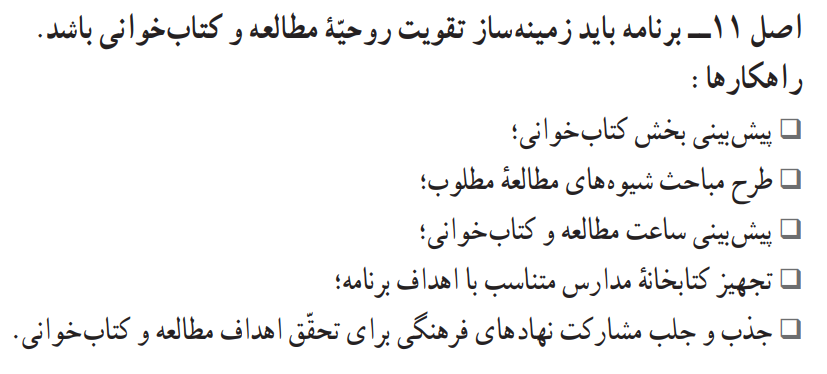 اصل ۱۱ــ برنامه باید زمینه‌ساز تقویت روحیّهٔ مطالعه و کتاب‌خوانی باشد.
راهکارها :
❑ پیش‌بینی بخش کتاب‌خوانی؛
❑ طرح مباحث شیوه‌های مطالعهٔ مطلوب؛
❑ پیش‌بینی ساعت مطالعه و کتاب‌خوانی؛
❑ تجهیز کتابخانهٔ مدارس متناسب با اهداف برنامه؛
❑ جذب و جلب مشارکت نهادهای فرهنگی برای تحقّق اهداف مطالعه و کتاب‌خوانی.